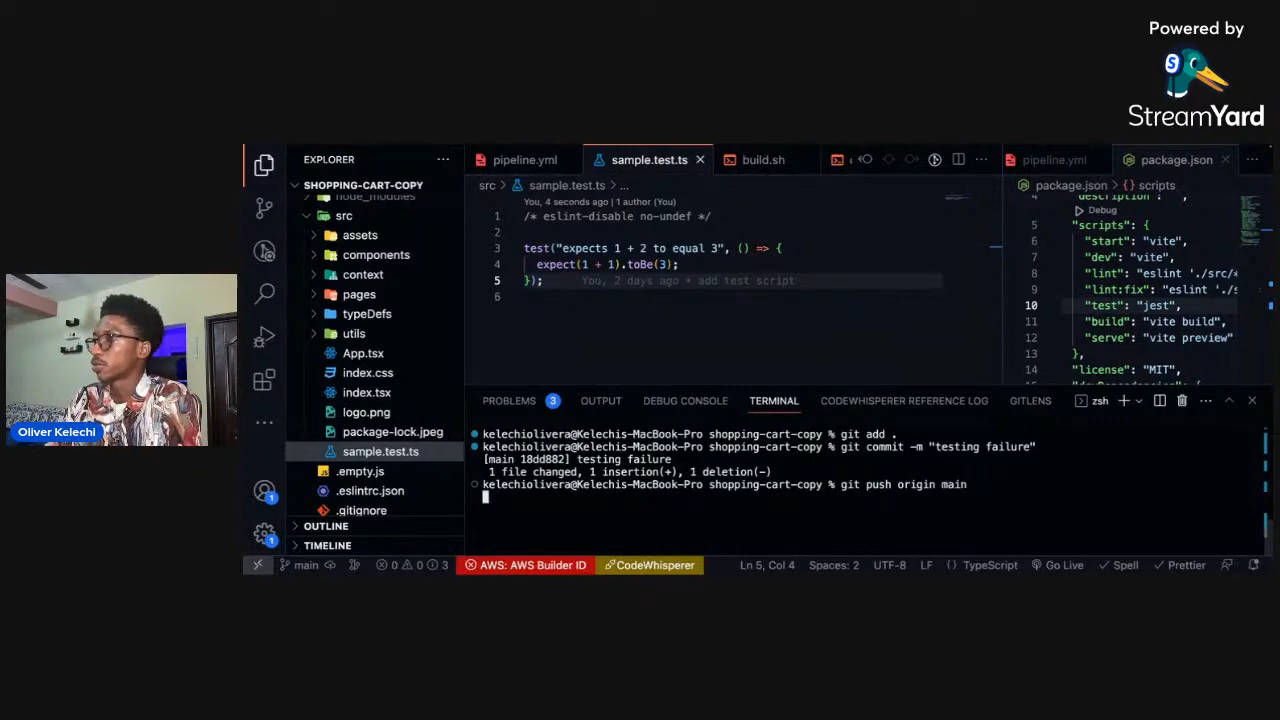 Powered by
StreamYard
EXPLORER
SHOPPING-CART-COPY
node_modules
src
assets
components
context
pages
typeDefs
utils
App.tsx
index.css
index.tsx
logo.png
package-lock.jpeg
sample.test.ts
.empty.js
.eslintrc.json
.gitignore
OUTLINE
TIMELINE
pipeline.yml
sample.test.ts
build.sh
src > sample.test.ts > ...
You, 4 seconds ago | 1 author (You)
1 /* eslint-disable no-undef */
2
3 test("expects 1 + 2 to equal 3", () => {
4 expect(1 + 1).toBe(3);
5 }); You, 2 days ago • add test script
6
pipeline.yml
package.json
package.json > {} scripts
4 "description": "",
Debug
5 "scripts": {
6 "start": "vite",
7 "dev": "vite",
8 "lint": "eslint './src/*
9 "lint:fix": "eslint './s
10 "test": "jest",
11 "build": "vite build",
12 "serve": "vite preview"
13 },
14 "license": "MIT",
PROBLEMS 3
OUTPUT
DEBUG CONSOLE
TERMINAL
CODEWHISPERER REFERENCE LOG
GITLENS
zsh
kelechiolivera@Kelechis-MacBook-Pro shopping-cart-copy % git add .
kelechiolivera@Kelechis-MacBook-Pro shopping-cart-copy % git commit -m "testing failure"
[main 18dd882] testing failure
1 file changed, 1 insertion(+), 1 deletion(-)
kelechiolivera@Kelechis-MacBook-Pro shopping-cart-copy % git push origin main
Oliver Kelechi
1
1
main
0 0 3
AWS: AWS Builder ID
CodeWhisperer
Ln 5, Col 4
Spaces: 2
UTF-8
LF
{} TypeScript
Go Live
Spell
Prettier